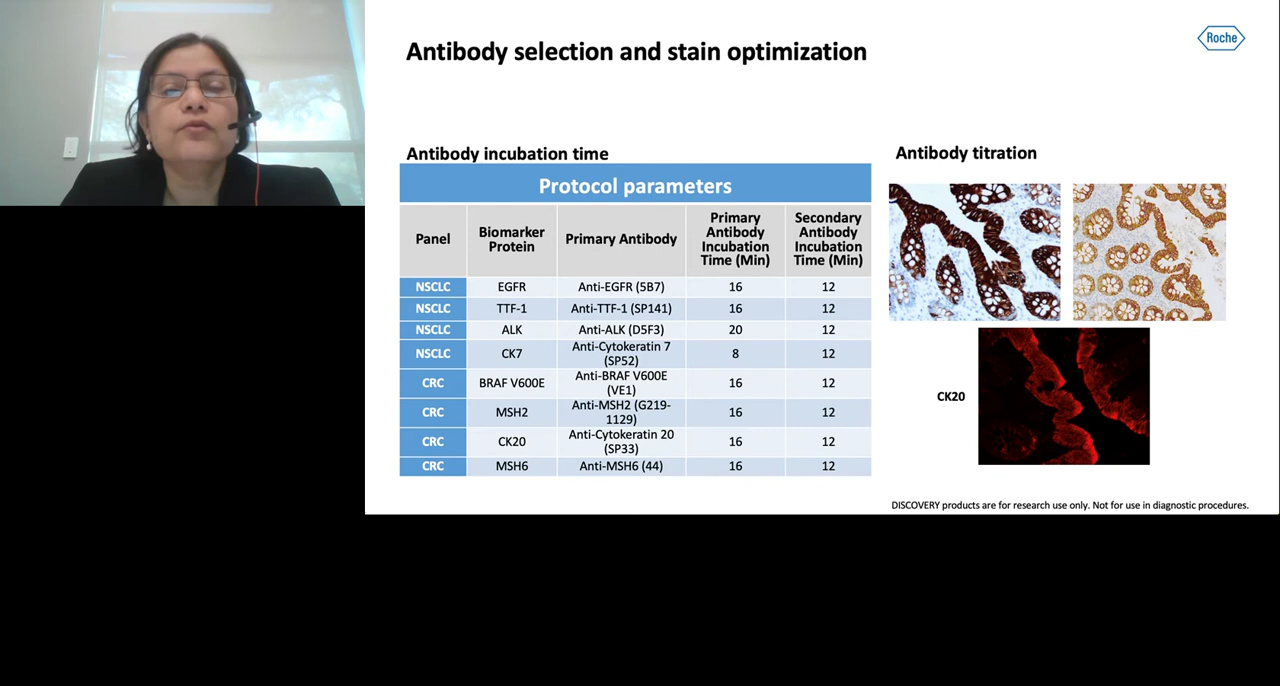 Antibody selection and stain optimization
Roche
Antibody incubation time
Antibody titration
Protocol parameters
Panel
Biomarker
Protein
Primary Antibody
Primary
Antibody
Incubation
Time (Min)
Secondary
Antibody
Incubation
Time (Min)
NSCLC EGFR Anti-EGFR (5B7) 16 12
NSCLC TTF-1 Anti-TTF-1 (SP141) 16 12
NSCLC ALK Anti-ALK (D5F3) 20 12
NSCLC CK7 Anti-Cytokeratin 7
(SP52) 8 12
CRC BRAF V600E Anti-BRAF V600E
(VE1) 16 12
CRC MSH2 Anti-MSH2 (G219-
1129) 16 12
CRC CK20 Anti-Cytokeratin 20
(SP33) 16 12
CRC MSH6 Anti-MSH6 (44) 16 12
CK20
DISCOVERY products are for research use only. Not for use in diagnostic procedures.